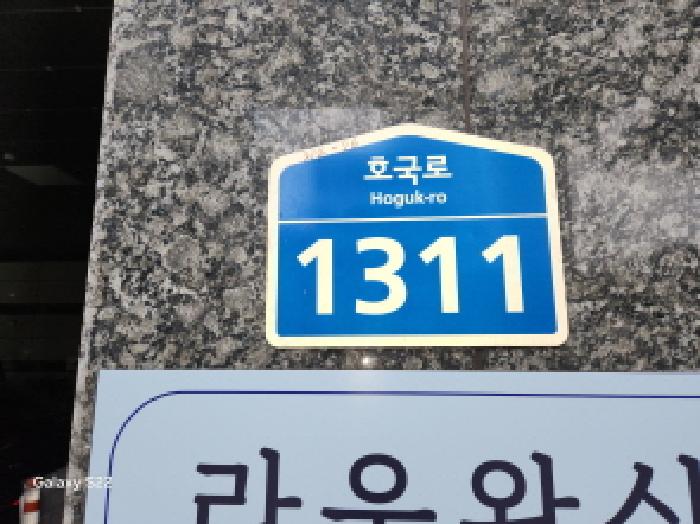 호국로
Hoguk-ro
1311
Galaxy S22